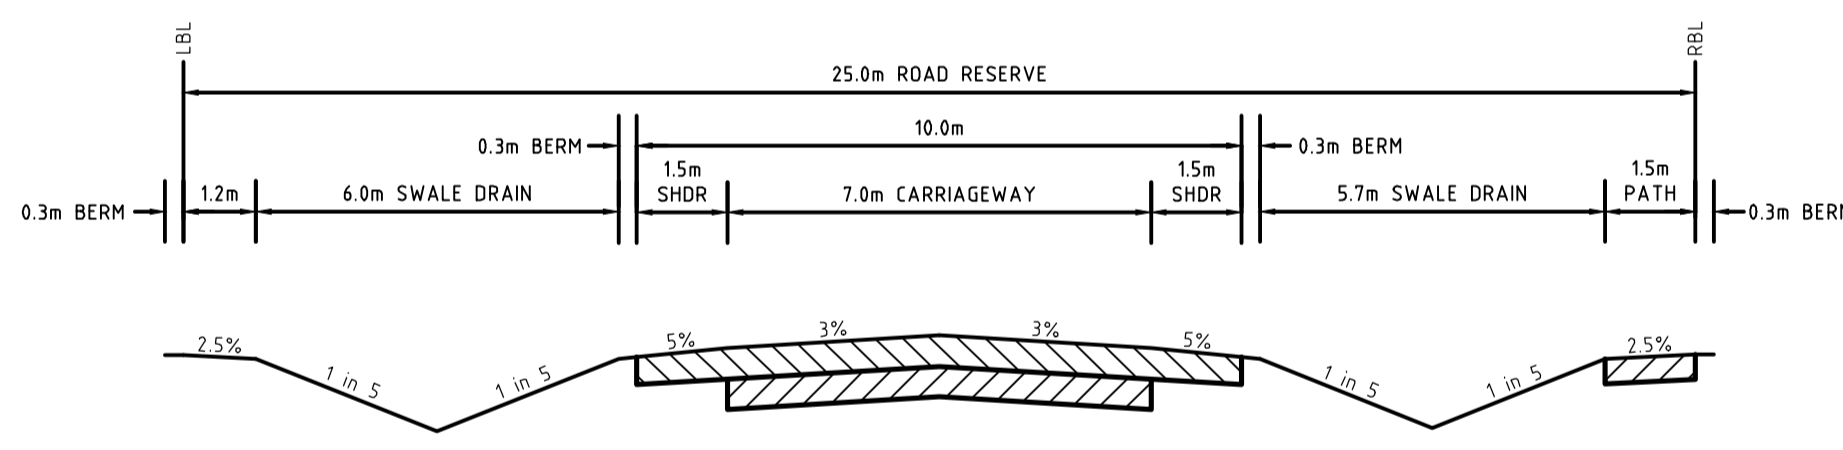 LBL
RBL
25.0m ROAD RESERVE
10.0m
0.3m BERM
0.3m BERM
1.5m
SHDR
1.5m
SHDR
1.5m
PATH
0.3m BERM
1.2m
6.0m SWALE DRAIN
7.0m CARRIAGEWAY
5.7m SWALE DRAIN
0.3m BERM
2.5%
1 in 5
1 in 5
5%
3%
3%
5%
1 in 5
1 in 5
2.5%